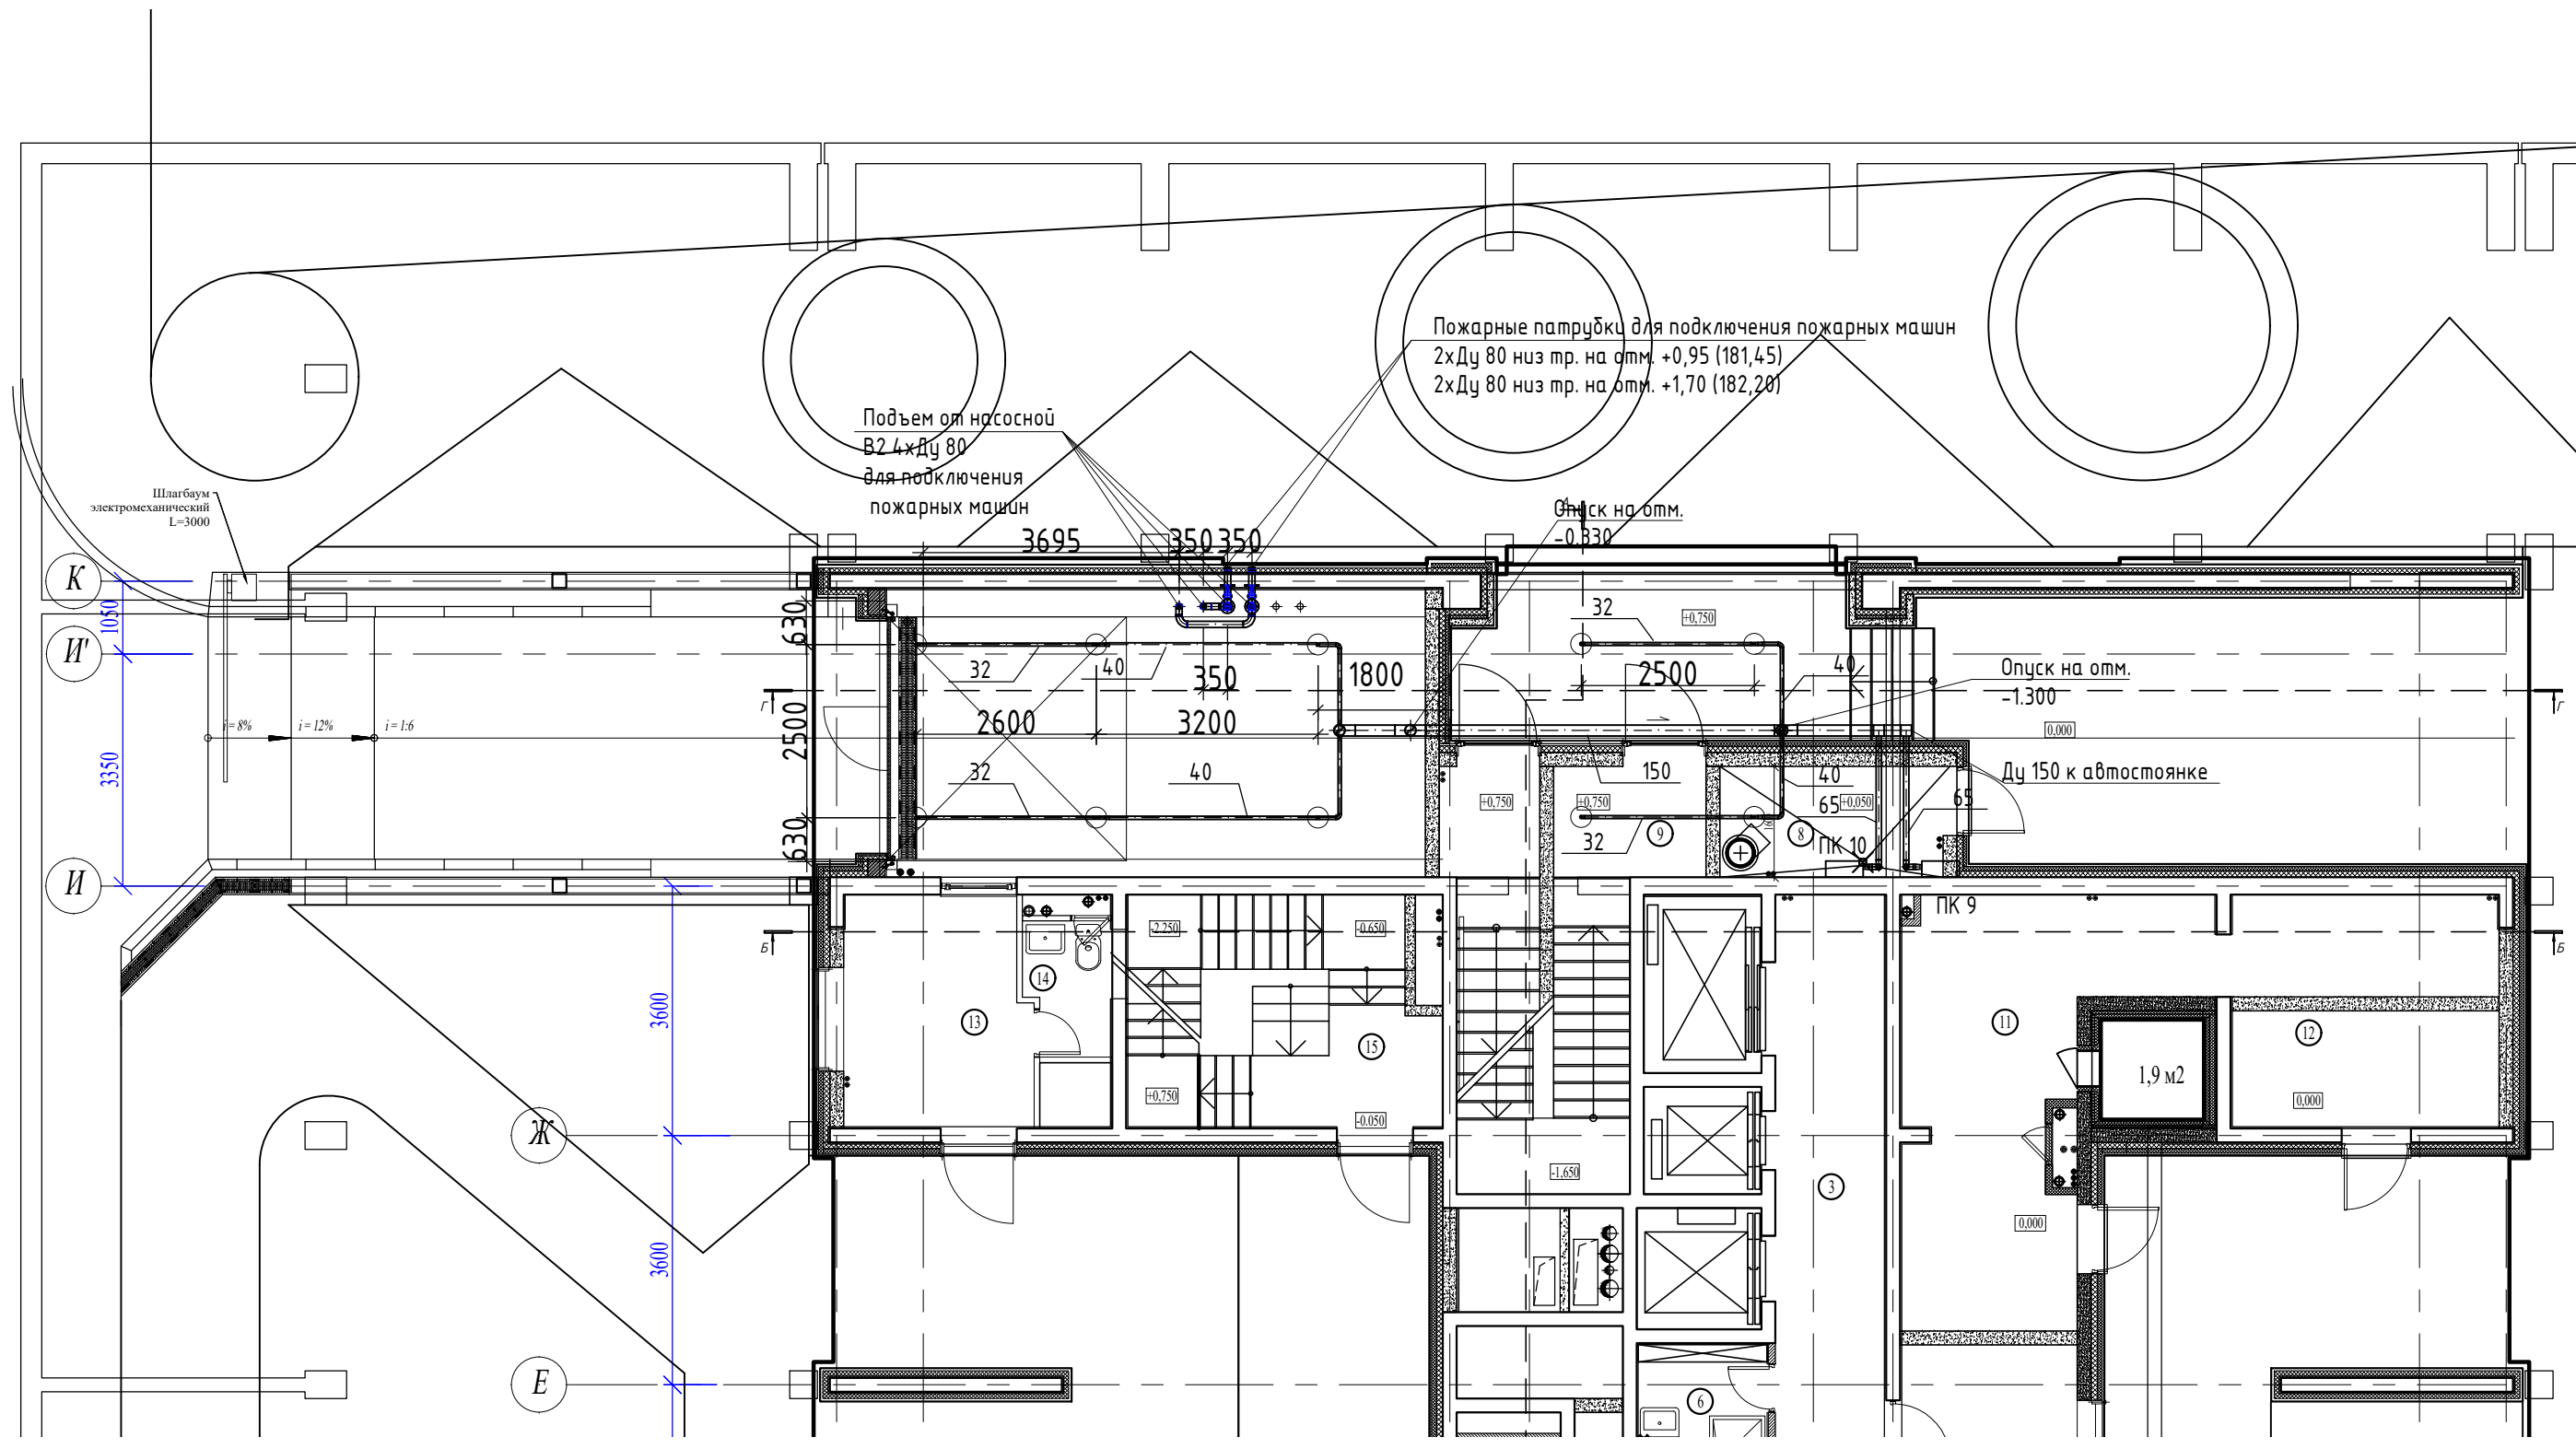 Пожарные патрубки для подключения пожарных машин
2хДу 80 низ тр. на отм. +0,95 (181,45)
2хДу 80 низ тр. на отм. +1,70 (182,20)
Подъем от насосной
В2 4хДу 80
для подключения
пожарных машин
Шлагбаум
электромеханический
L=3000
Опуск на отм.
-0.330
3695
350
350
К
1050
И'
3350
И
630
2500
630
32
40
350
1800
2600
3200
32
40
i = 8%
i = 12%
i = 1:6
Г
Г
32
+0,750
2500
40
Опуск на отм.
-1.300
0,000
150
Ду 150 к автостоянке
40
65
+0,050
65
+0,750
+0,750
32
9
8
ПК 10
ПК 9
Б
Б
-2.250
-0.650
14
13
15
+0,750
-0.050
-1,650
3600
3600
Ж
Е
11
12
1,9 м2
0,000
0,000
3
6